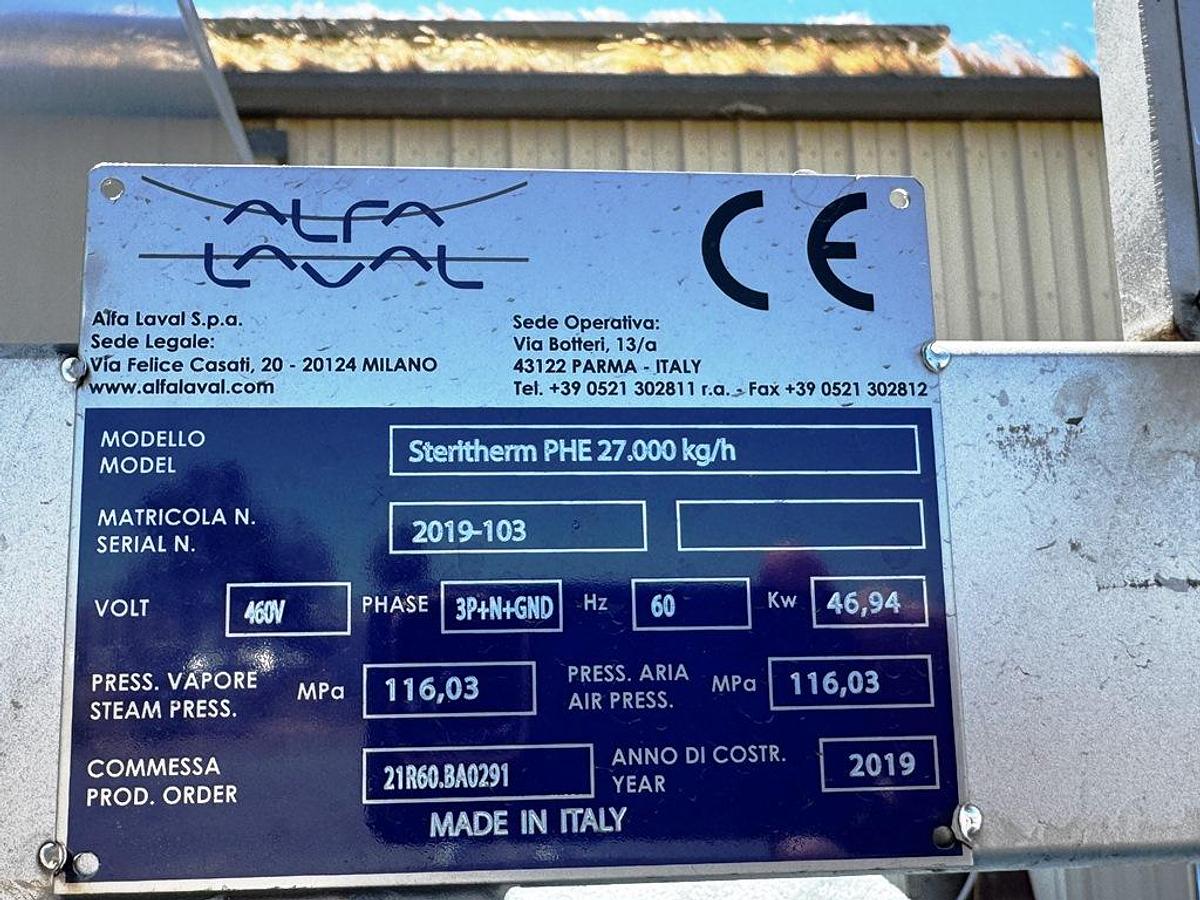 ALFA
LAVAL
CE
Alfa Laval S.p.a.
Sede Legale:
Via Felice Casati, 20 - 20124 MILANO
www.alfalaval.com
Sede Operativa:
Via Botteri, 13/a
43122 PARMA - ITALY
Tel. +39 0521 302811 r.a. - Fax +39 0521 302812
MODELLO
MODEL
Steritherm PHE 27.000 kg/h
MATRICOLA N.
SERIAL N.
2019-103
VOLT 460V PHASE 3P+N+GND Hz 60 Kw 46,94
PRESS. VAPORE
STEAM PRESS.
MPa 116,03
PRESS. ARIA
AIR PRESS.
MPa 116,03
COMMESSA
PROD. ORDER
21R60.BA0291
ANNO DI COSTR.
YEAR
2019
MADE IN ITALY